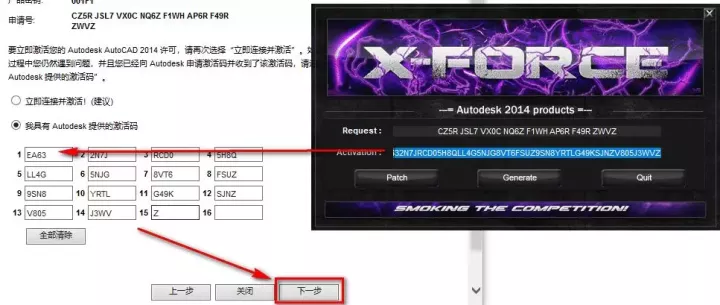 产品密钥: 001F1
申请号: CZ5R JSL7 VX0C NQ6Z F1WH AP6R F49R
ZWVZ
要立即激活您的 Autodesk AutoCAD 2014 许可，请再次选择“立即连接并激活”。如
过程中您仍然遇到问题，并且您已经向 Autodesk 申请激活码并收到了该激活码，请选
Autodesk 提供的激活码”。
立即连接并激活！(建议)
我具有 Autodesk 提供的激活码
1 EA63 2 2N7J 3 RCD0 4 5H8Q
5 LL4G 6 5NJG 7 8VT6 8 FSUZ
9 9SN8 10 YRTL 11 G49K 12 SJNZ
13 V805 14 J3WV 15 Z 16
全部清除
上一步 关闭 下一步
X-FORCE
---= Autodesk 2014 products =---
Request : CZ5R JSL7 VX0C NQ6Z F1WH AP6R F49R ZWVZ
Activation : 32N7JRCD05H8QLL4G5NJG8VT6FSUZ9SN8YRTLG49KSJNZV805J3WVZ
Patch Generate Quit
SMOKING THE COMPETITION!